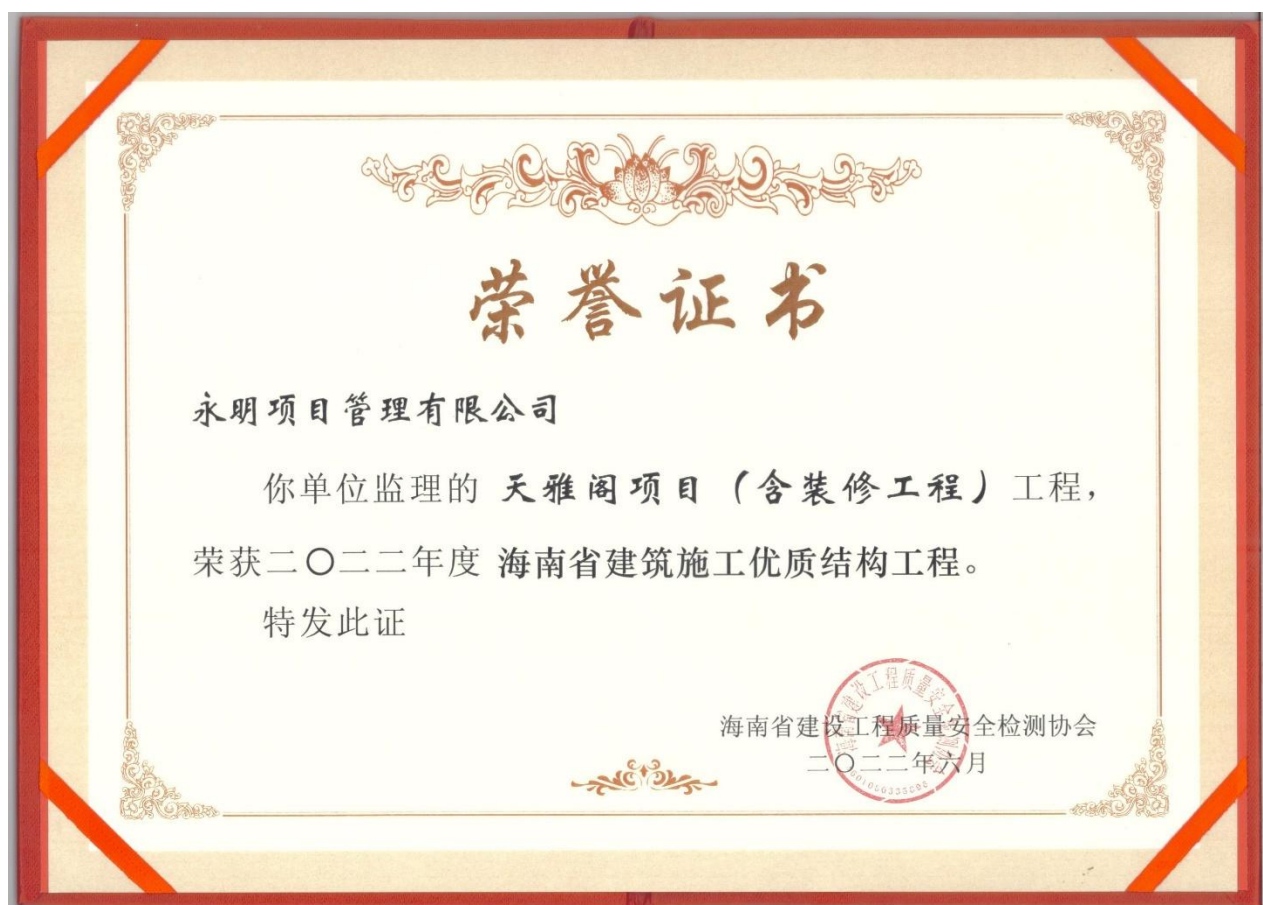 荣誉证书
永明项目管理有限公司
你单位监理的 天雅阁项目（含装修工程）工程，
荣获二〇二二年度 海南省建筑施工优质结构工程。
特发此证
海南省建设工程质量安全检测协会
二〇二二年六月